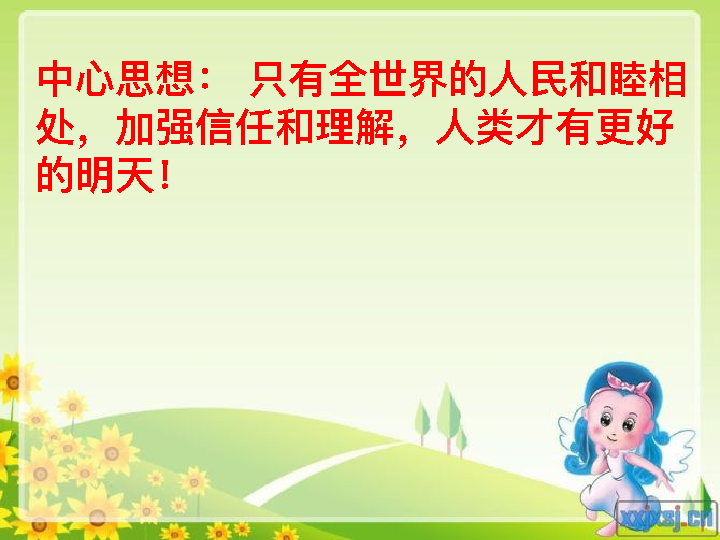 中心思想： 只有全世界的人民和睦相
处，加强信任和理解，人类才有更好
的明天！
xxjxsj.cn